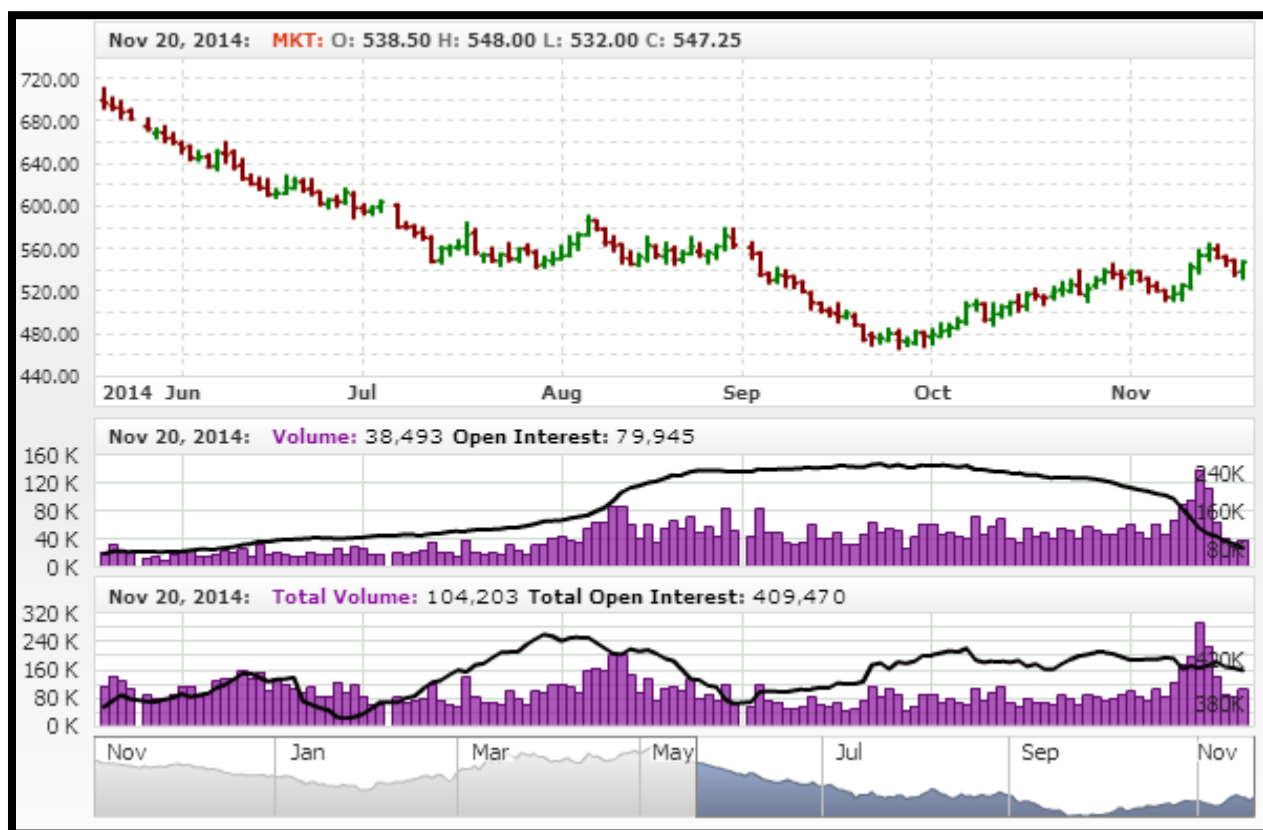 Nov 20, 2014: MKT: O: 538.50 H: 548.00 L: 532.00 C: 547.25
720.00
680.00
640.00
600.00
560.00
520.00
480.00
440.00
2014 Jun Jul Aug Sep Oct Nov
Nov 20, 2014: Volume: 38,493 Open Interest: 79,945
160 K
240K
120 K
80 K
160K
40 K
80K
0 K
Nov 20, 2014: Total Volume: 104,203 Total Open Interest: 409,470
320 K
240 K
160 K
420K
80 K
380K
0 K
Nov Jan Mar May Jul Sep Nov